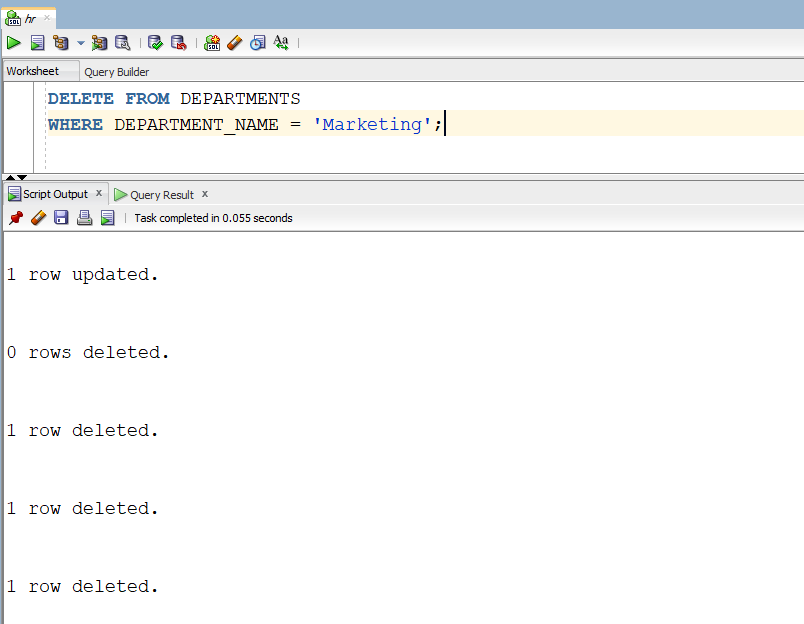 hr
Worksheet
Query Builder
DELETE FROM DEPARTMENTS
WHERE DEPARTMENT_NAME = 'Marketing';
Script Output x
Query Result x
Task completed in 0.055 seconds
1 row updated.
0 rows deleted.
1 row deleted.
1 row deleted.
1 row deleted.